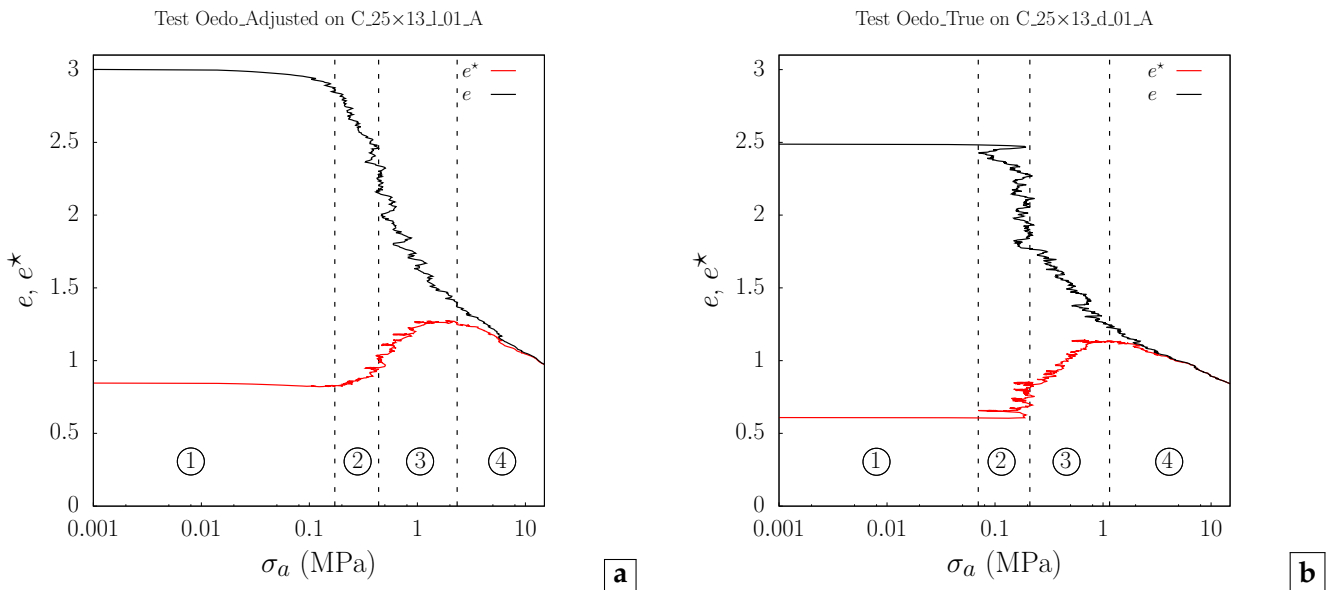 Test Oedo_Adjusted on C_25×13_l_01_A
3
2.5
2
1.5
1
0.5
0
e, e★
e★
e
① ② ③ ④
0.001 0.01 0.1 1 10
σa (MPa)
a
Test Oedo_True on C_25×13_d_01_A
3
2.5
2
1.5
1
0.5
0
e, e★
e★
e
① ② ③ ④
0.001 0.01 0.1 1 10
σa (MPa)
b